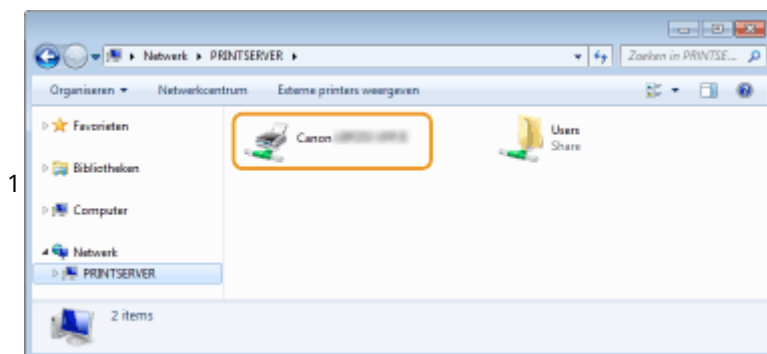 Netwerk ▸ PRINTSERVER ▸ Zoeken in PRINTSE...
Organiseren Netwerkcentrum Externe printers weergeven
Favorieten
Canon
Users
Share
Bibliotheken
1
Computer
Netwerk
PRINTSERVER
2 items